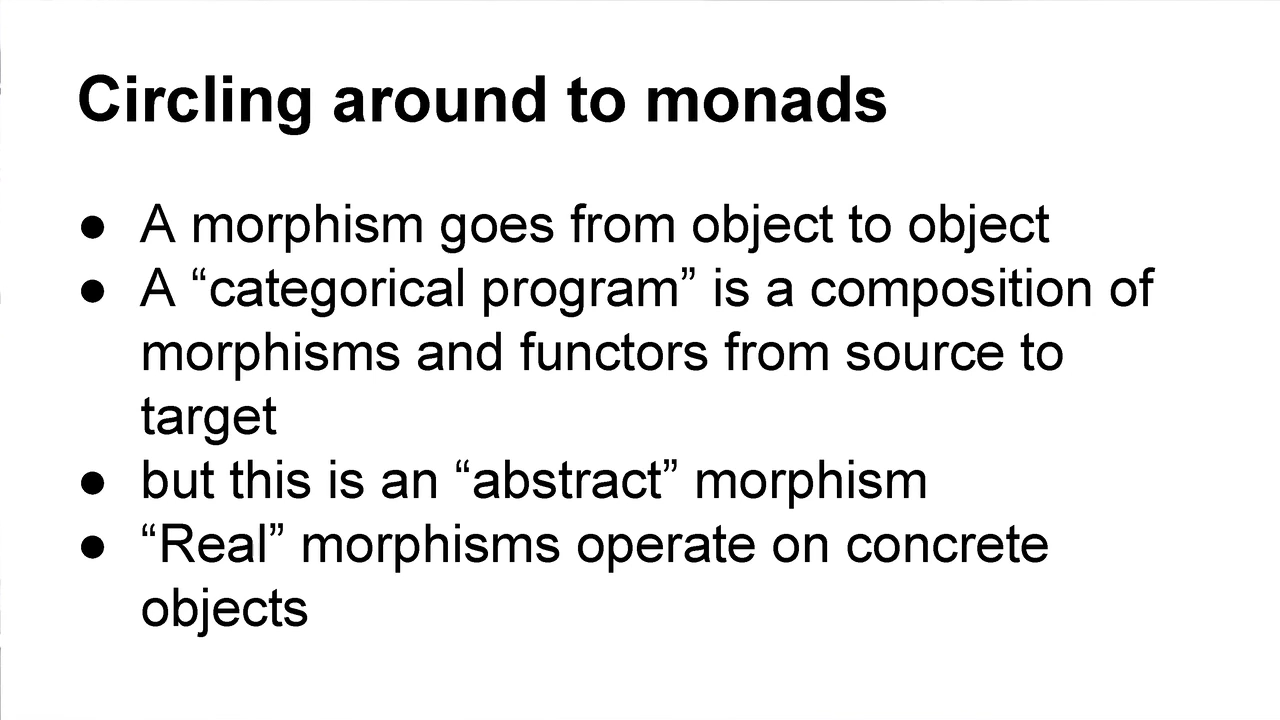 Circling around to monads
● A morphism goes from object to object
● A “categorical program” is a composition of
morphisms and functors from source to
target
● but this is an “abstract” morphism
● “Real” morphisms operate on concrete
objects